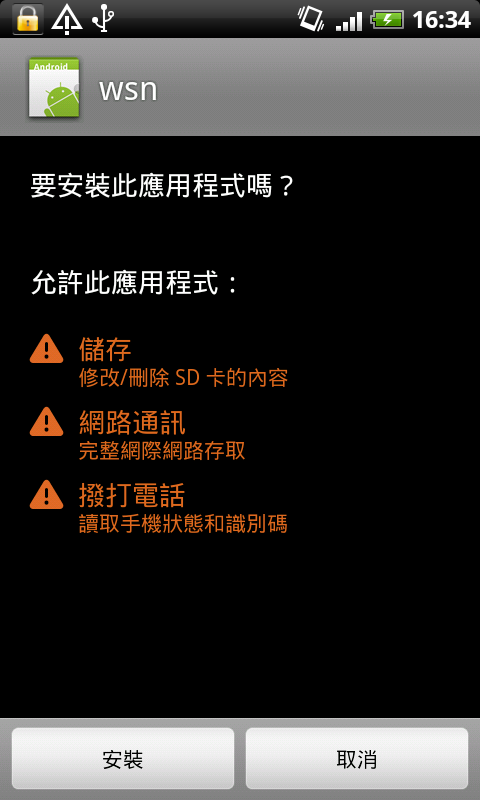 16:34
Android
wsn
要安裝此應用程式嗎？
允許此應用程式：
儲存
修改/刪除 SD 卡的內容
網路通訊
完整網際網路存取
撥打電話
讀取手機狀態和識別碼
安裝
取消